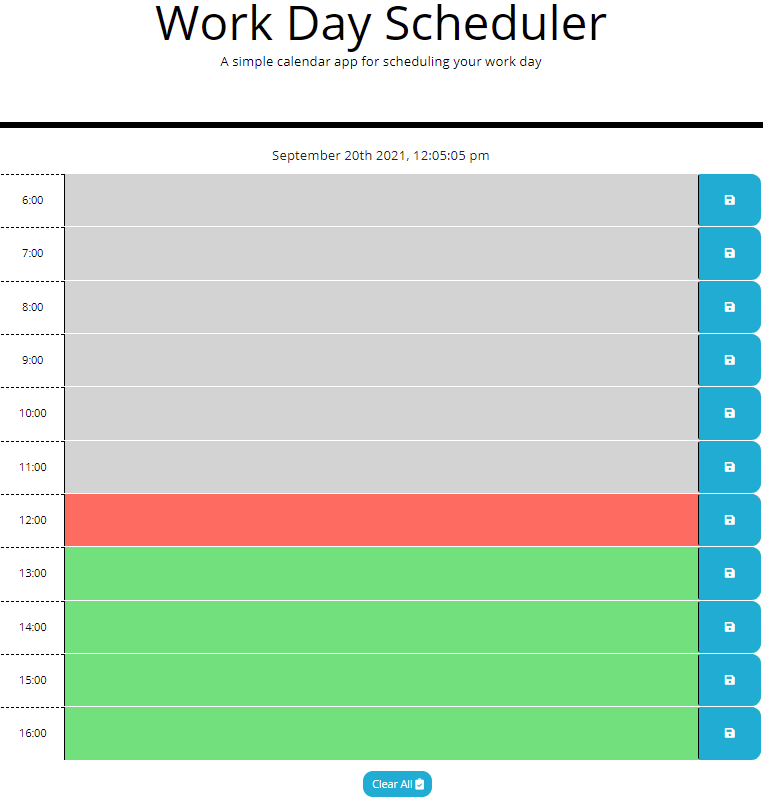 Work Day Scheduler
A simple calendar app for scheduling your work day
September 20th 2021, 12:05:05 pm
6:00
7:00
8:00
9:00
10:00
11:00
12:00
13:00
14:00
15:00
16:00
Clear All